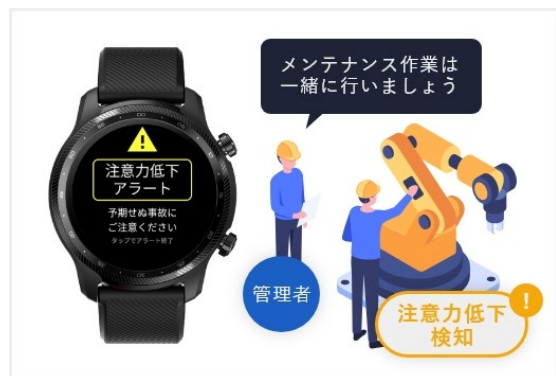 メンテナンス作業は
一緒に行いましょう
注意力低下
アラート
予期せぬ事故に
ご注意ください
タップでアラート終了
管理者
注意力低下
検知